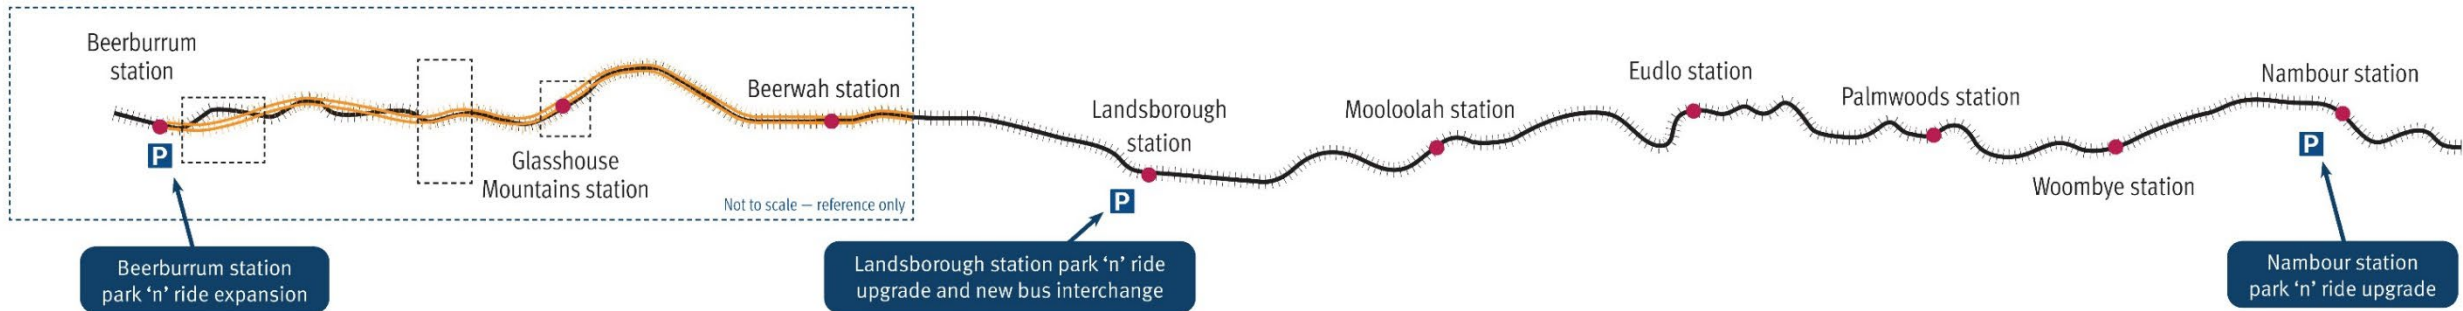 Beerburrum
station
P
Beerburrum station
park ‘n’ ride expansion
Glasshouse
Mountains station
Beerwah station
Not to scale — reference only
Landsborough
station
P
Landsborough station park ‘n’ ride
upgrade and new bus interchange
Mooloolah station
Eudlo station
Palmwoods station
Woombye station
Nambour station
P
Nambour station
park ‘n’ ride upgrade